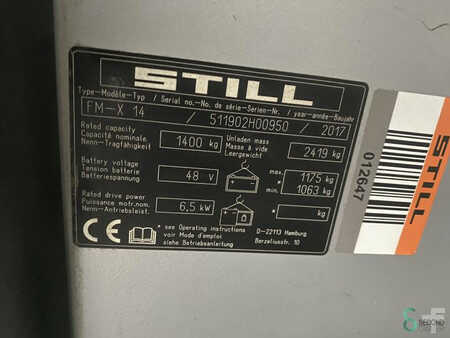 STILL
Type-Modèle-Typ / Serial no.-No. de série-Serien-Nr. / year-année-Baujahr
FM-X 14 / 511902H00950 / 2017
Rated capacity
Capacité nominale
Nenn-Tragfähigkeit
1400 kg
Unladen mass
Masse à vide
Leergewicht
2419 kg
Battery voltage
Tension batterie
Batteriespannung
48 V
max. 1175 kg
min. 1063 kg
Rated drive power
Puissance motr.nom.
Nenn-Antriebsleist.
6,5 kW
* kg
CE
* see Operating instructions
voir Mode d'emploi
siehe Betriebsanleitung
D-22113 Hamburg
Berzeliusstr. 10
STILL
012647
SECOND